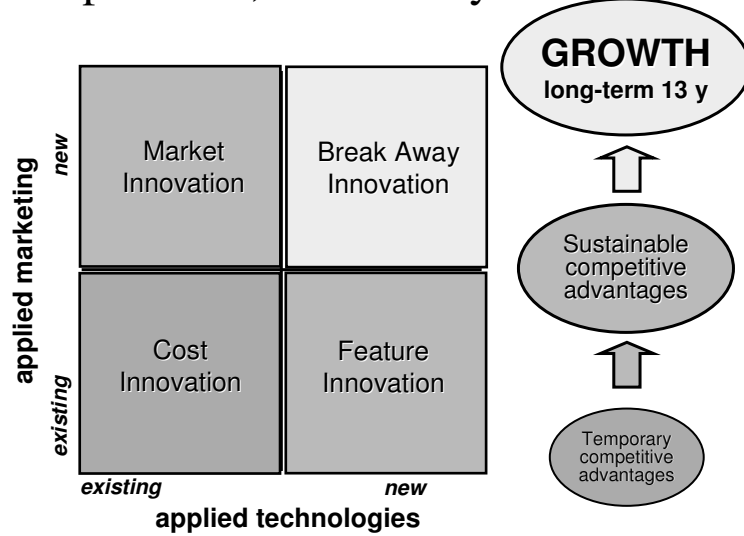 GROWTH
long-term 13 y
new
Market
Innovation
Break Away
Innovation
applied marketing
Sustainable
competitive
advantages
existing
Cost
Innovation
Feature
Innovation
Temporary
competitive
advantages
existing
new
applied technologies